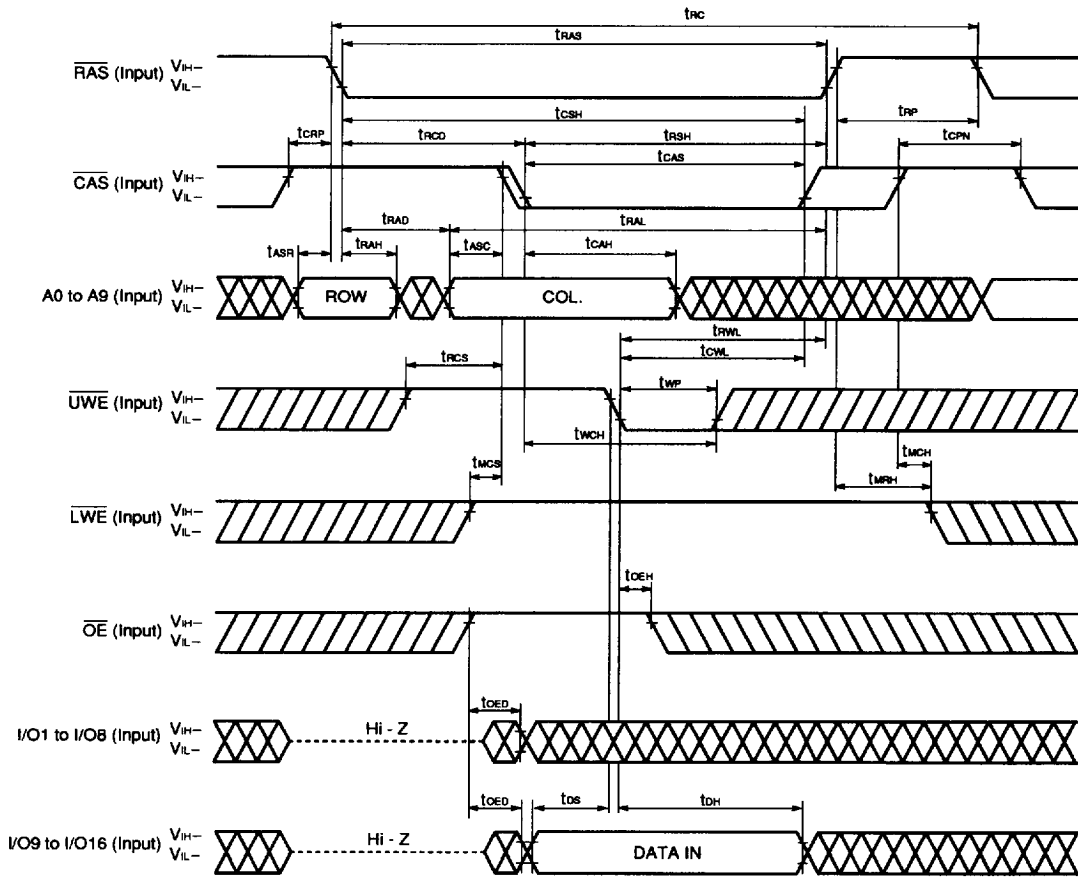 tRC
tRAS
RAS (Input) VIH–
VIL–
tCSH
tRP
tCRP tRCD tRSH tCPN
tCAS
CAS (Input) VIH–
VIL–
tRAD tRAL
tASR tRAH tASC tCAH
A0 to A9 (Input) VIH–
VIL–
ROW COL.
tRWL
tCWL
tRCS
tWP
UWE (Input) VIH–
VIL–
tWCH
tMCH
tMCS
tMRH
LWE (Input) VIH–
VIL–
tOEH
OE (Input) VIH–
VIL–
tOED
I/O1 to I/O8 (Input) VIH–
VIL–
Hi - Z
tOED tDS tDH
I/O9 to I/O16 (Input) VIH–
VIL–
Hi - Z DATA IN